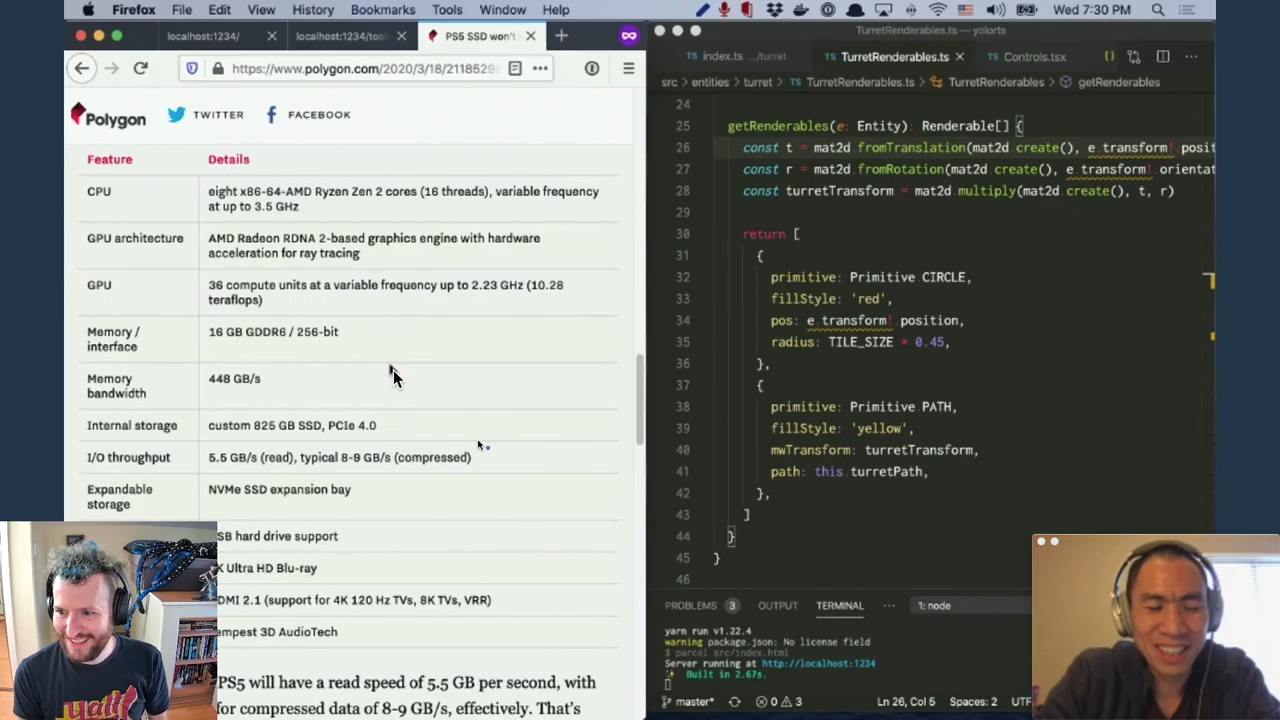 Firefox File Edit View History Bookmarks Tools Window Help
Wed 7:30 PM
localhost:1234/
localhost:1234/tools
PS5 SSD won't
https://www.polygon.com/2020/3/18/2118529
Polygon
TWITTER
FACEBOOK
Feature Details
CPU eight x86-64-AMD Ryzen Zen 2 cores (16 threads), variable frequency
at up to 3.5 GHz
GPU architecture AMD Radeon RDNA 2-based graphics engine with hardware
acceleration for ray tracing
GPU 36 compute units at a variable frequency up to 2.23 GHz (10.28
teraflops)
Memory / 16 GB GDDR6 / 256-bit
interface
Memory 448 GB/s
bandwidth
Internal storage custom 825 GB SSD, PCIe 4.0
I/O throughput 5.5 GB/s (read), typical 8-9 GB/s (compressed)
Expandable NVMe SSD expansion bay
storage
SB hard drive support
K Ultra HD Blu-ray
DMI 2.1 (support for 4K 120 Hz TVs, 8K TVs, VRR)
empest 3D AudioTech
PS5 will have a read speed of 5.5 GB per second, with
for compressed data of 8-9 GB/s, effectively. That's
TurretRenderables.ts — yolorts
index.ts .../turret
TurretRenderables.ts
Controls.tsx
src > entities > turret > TurretRenderables.ts > TurretRenderables > getRenderables
24
25 getRenderables(e: Entity): Renderable[] {
26 const t = mat2d.fromTranslation(mat2d.create(), e.transform!.posit
27 const r = mat2d.fromRotation(mat2d.create(), e.transform!.orientat
28 const turretTransform = mat2d.multiply(mat2d.create(), t, r)
29
30 return [
31 {
32 primitive: Primitive.CIRCLE,
33 fillStyle: 'red',
34 pos: e.transform!.position,
35 radius: TILE_SIZE * 0.45,
36 },
37 {
38 primitive: Primitive.PATH,
39 fillStyle: 'yellow',
40 mwTransform: turretTransform,
41 path: this.turretPath,
42 },
43 ]
44 }
45 }
46
PROBLEMS 3 OUTPUT TERMINAL ... 1: node
yarn run v1.22.4
warning package.json: No license field
$ parcel src/index.html
Server running at http://localhost:1234
Built in 2.67s.
master* 0 3 Ln 26, Col 5 Spaces: 2 UTF